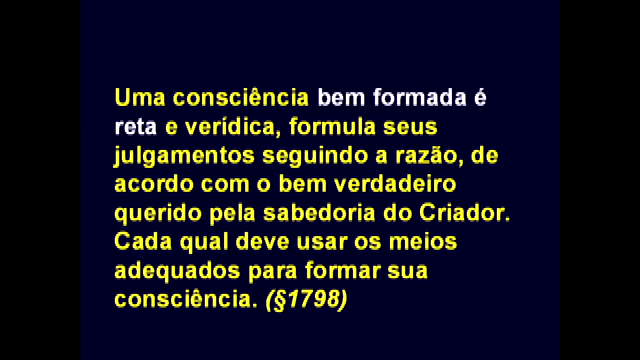 Uma consciência bem formada é
reta e verídica, formula seus
julgamentos seguindo a razão, de
acordo com o bem verdadeiro
querido pela sabedoria do Criador.
Cada qual deve usar os meios
adequados para formar sua
consciência. (§1798)